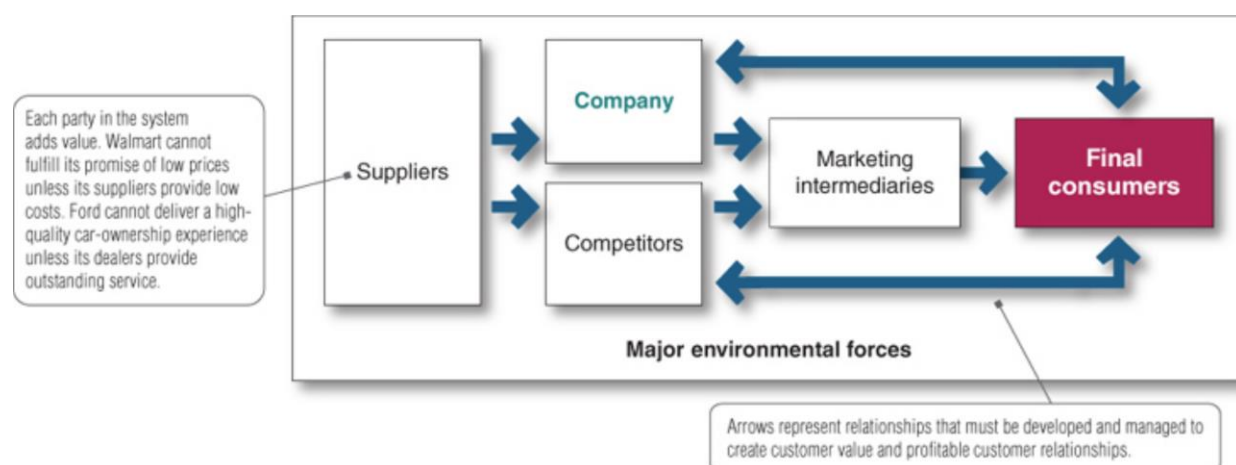 Each party in the system
adds value. Walmart cannot
fulfill its promise of low prices
unless its suppliers provide low
costs. Ford cannot deliver a high-
quality car-ownership experience
unless its dealers provide
outstanding service.
Suppliers
Company
Competitors
Marketing
intermediaries
Final
consumers
Major environmental forces
Arrows represent relationships that must be developed and managed to
create customer value and profitable customer relationships.